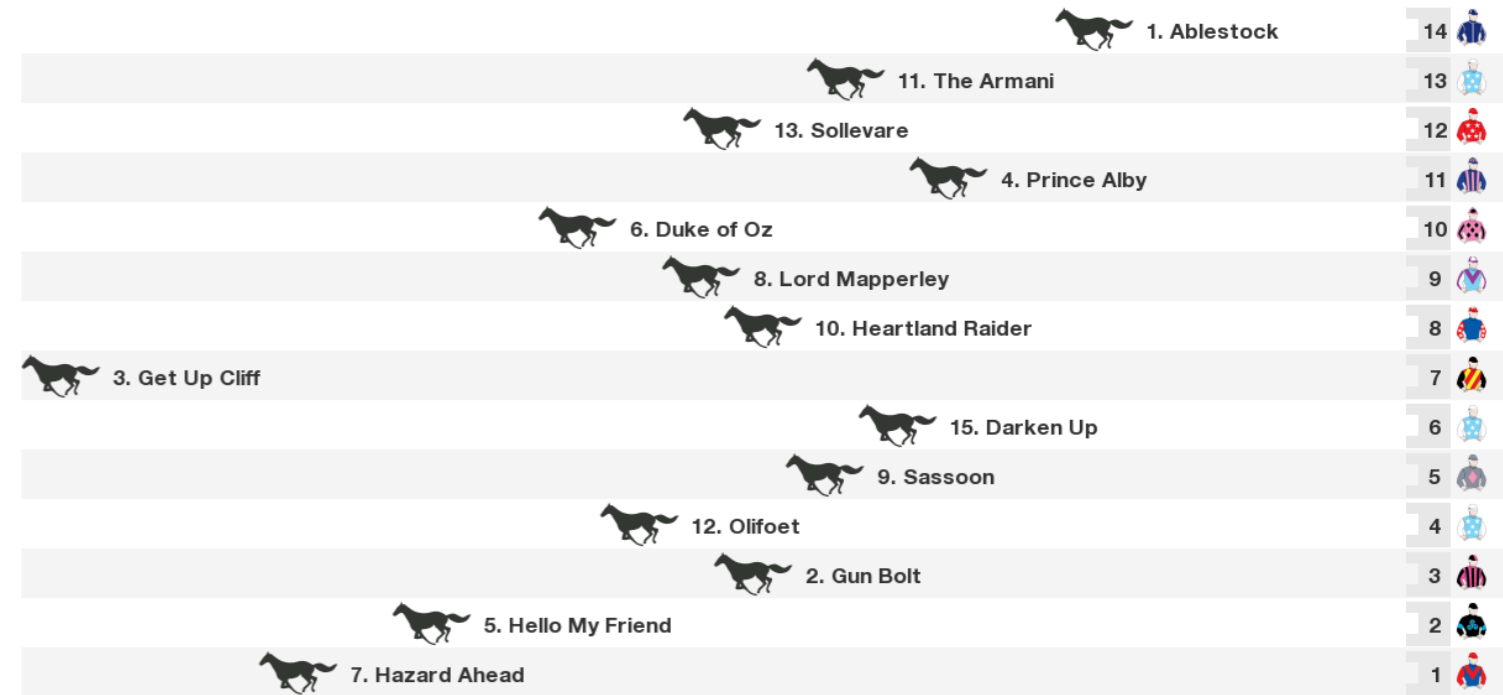 1. Ablestock 14
11. The Armani 13
13. Sollevare 12
4. Prince Alby 11
6. Duke of Oz 10
8. Lord Mapperley 9
10. Heartland Raider 8
3. Get Up Cliff 7
15. Darken Up 6
9. Sassoon 5
12. Olifoet 4
2. Gun Bolt 3
5. Hello My Friend 2
7. Hazard Ahead 1